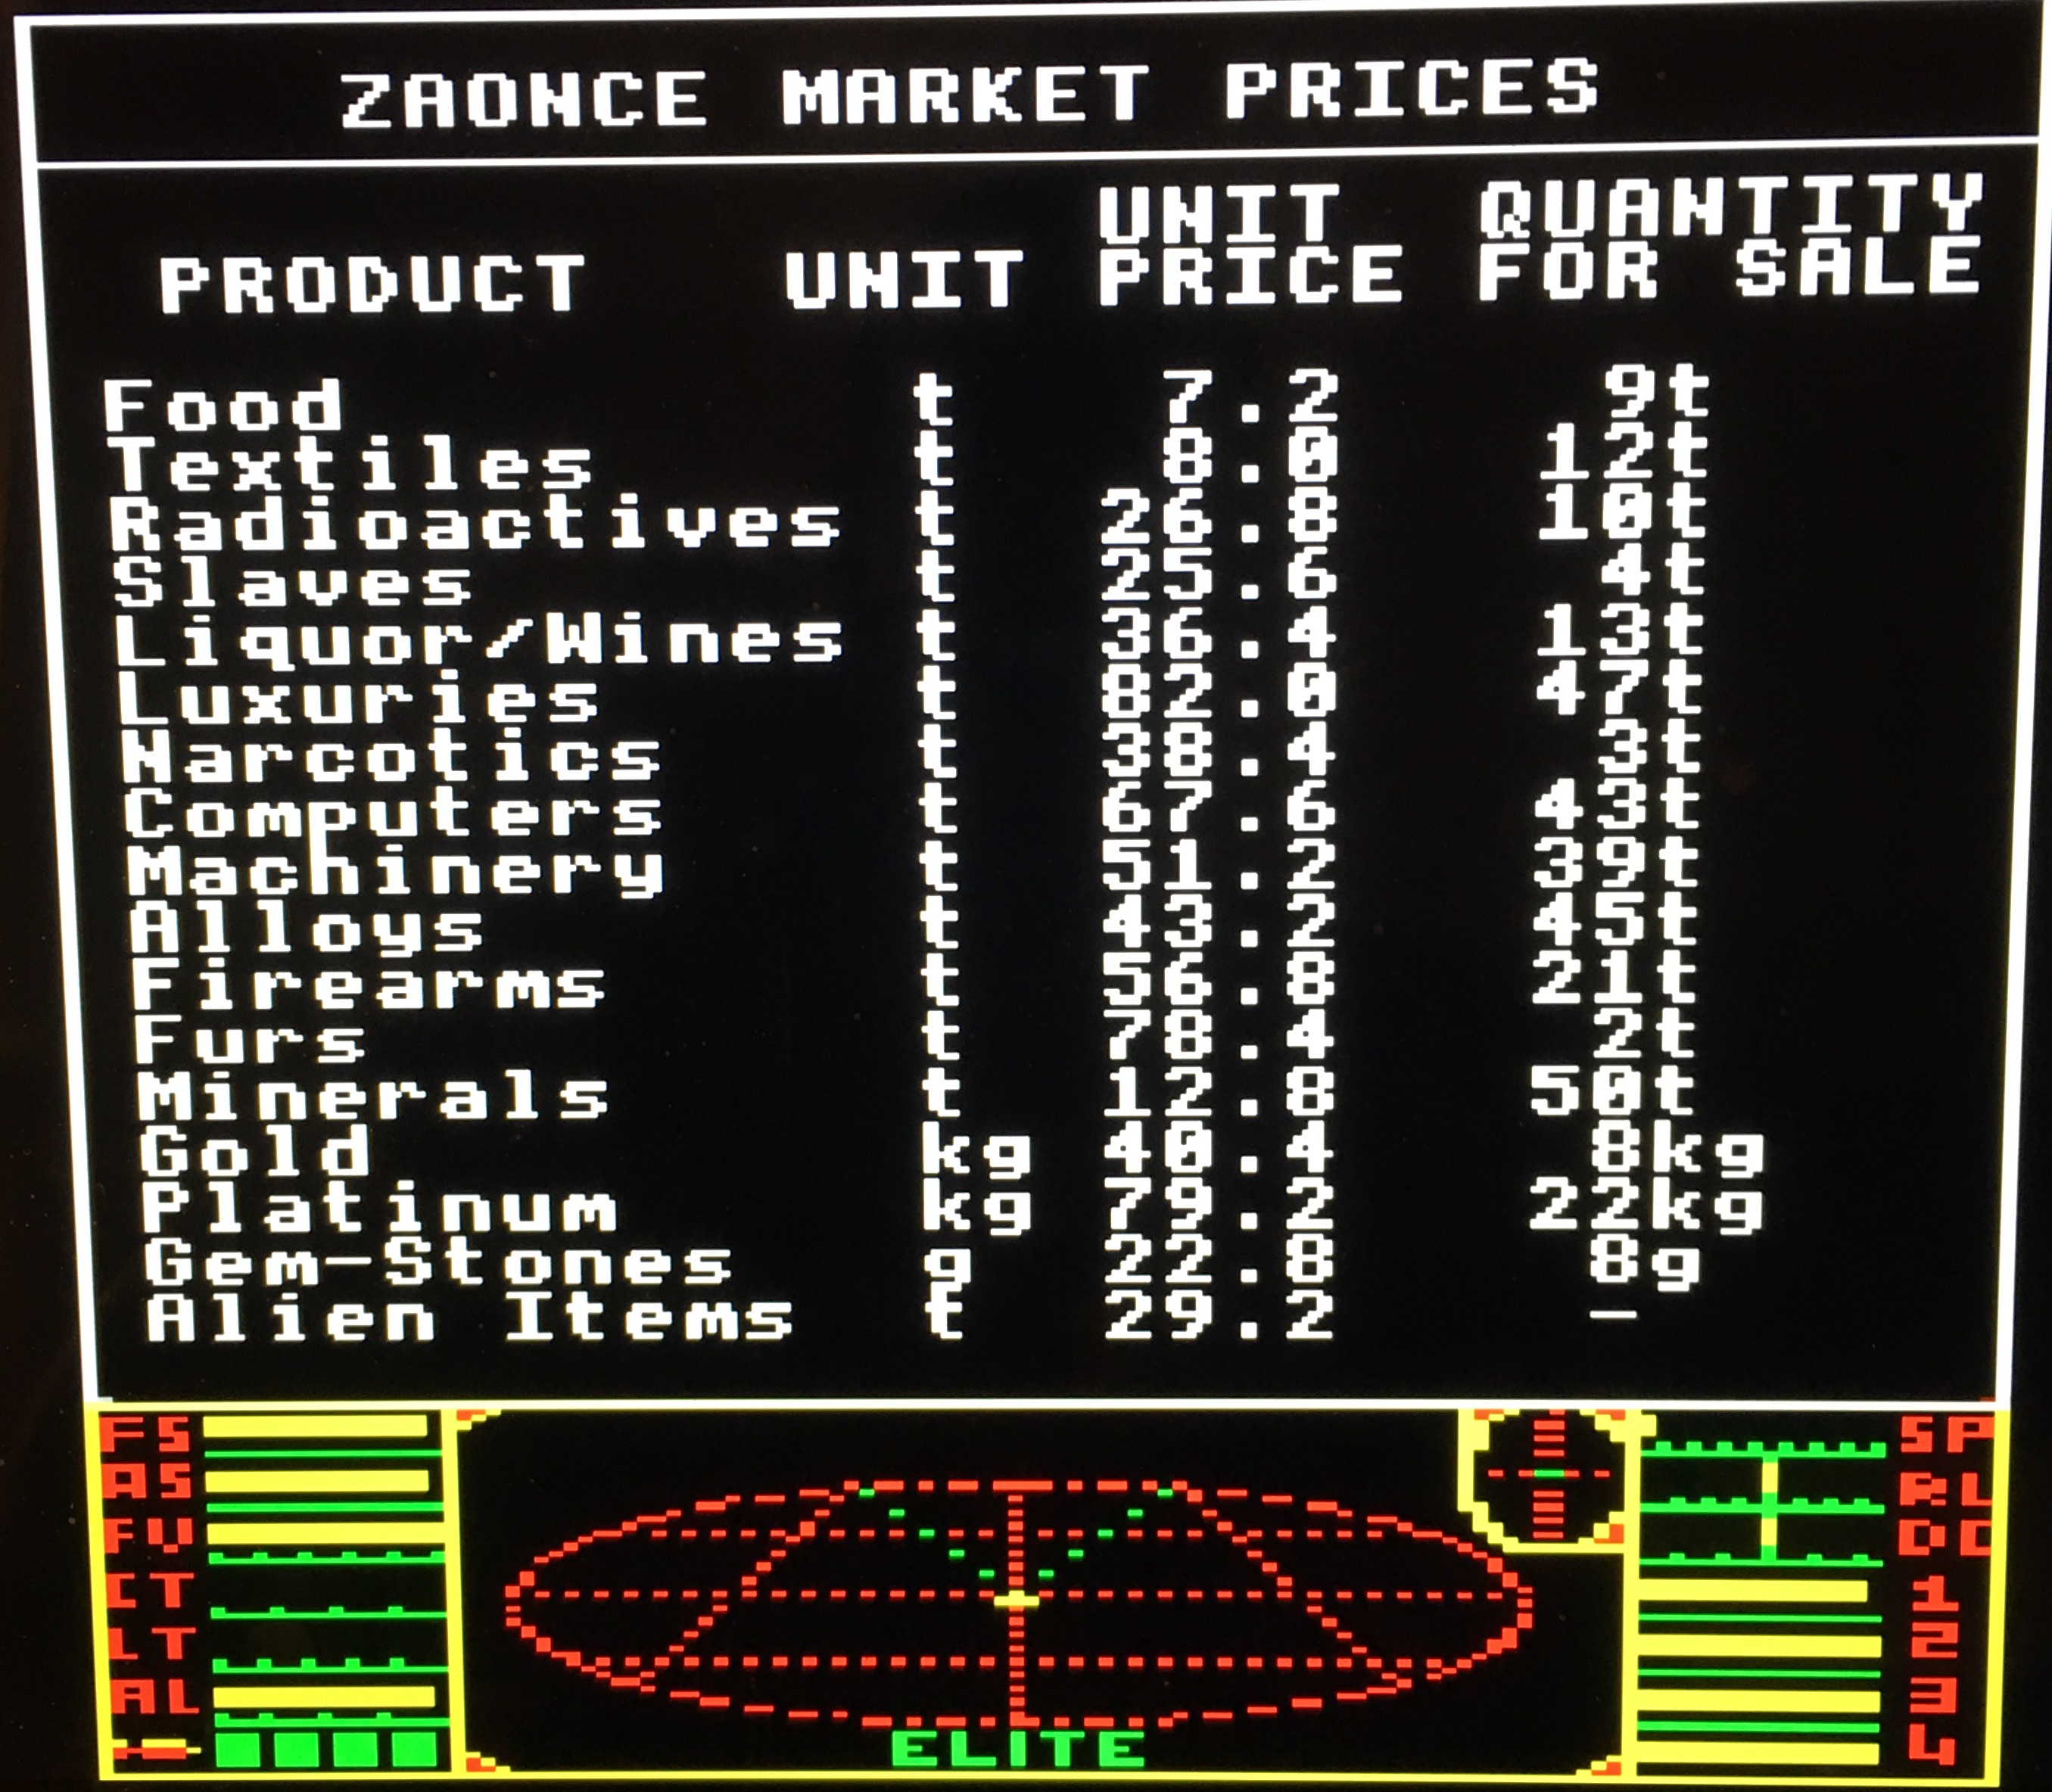 ZAONCE MARKET PRICES
UNIT QUANTITY
PRODUCT UNIT PRICE FOR SALE
Food t 7.2 9t
Textiles t 8.0 12t
Radioactives t 26.8 10t
Slaves t 25.6 4t
Liquor/Wines t 36.4 13t
Luxuries t 82.0 47t
Narcotics t 38.4 3t
Computers t 67.6 43t
Machinery t 51.2 39t
Alloys t 43.2 45t
Firearms t 56.8 21t
Furs t 78.4 2t
Minerals t 12.8 50t
Gold kg 40.4 8kg
Platinum kg 79.2 22kg
Gem-Stones g 22.8 8g
Alien Items t 29.2 -
FS SP
AS RL
FV DC
CT 1
LT 2
AL 3
4
ELITE